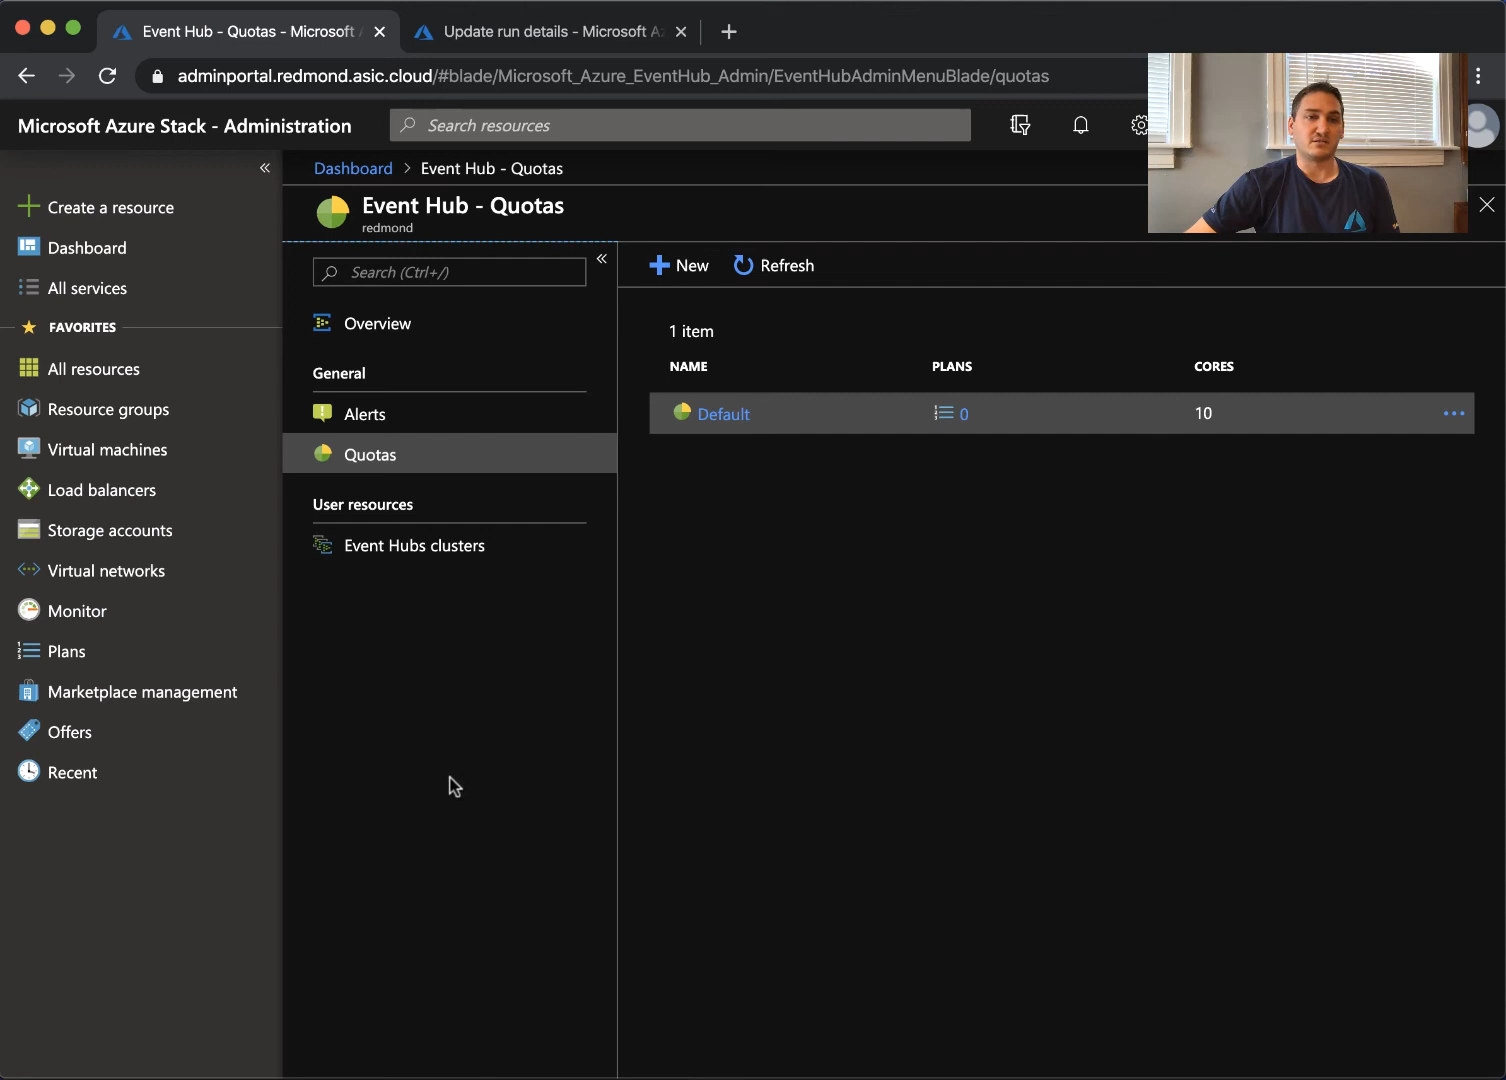 Event Hub - Quotas - Microsoft
Update run details - Microsoft A
adminportal.redmond.asic.cloud/#blade/Microsoft_Azure_EventHub_Admin/EventHubAdminMenuBlade/quotas
Microsoft Azure Stack - Administration
Search resources
Dashboard > Event Hub - Quotas
Event Hub - Quotas
redmond
Create a resource
Dashboard
All services
FAVORITES
All resources
Resource groups
Virtual machines
Load balancers
Storage accounts
Virtual networks
Monitor
Plans
Marketplace management
Offers
Recent
Search (Ctrl+/)
Overview
General
Alerts
Quotas
User resources
Event Hubs clusters
New Refresh
1 item
NAME PLANS CORES
Default 0 10